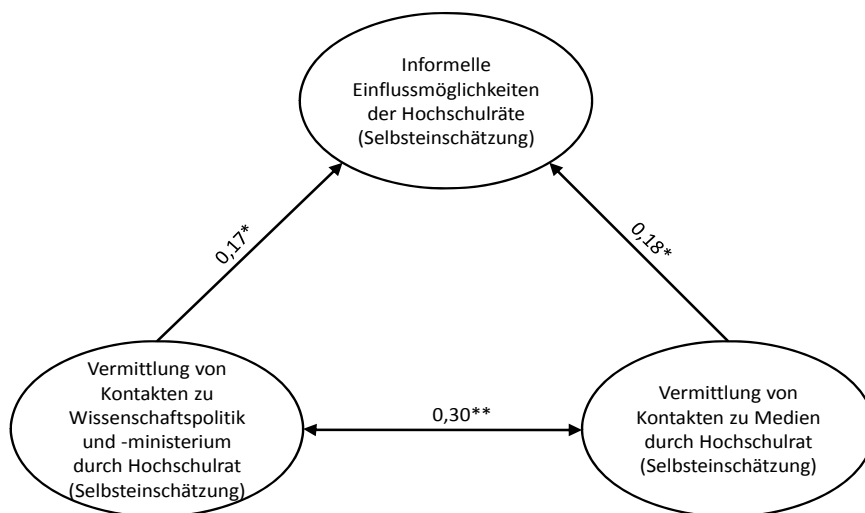 Informelle
Einflussmöglichkeiten
der Hochschulräte
(Selbsteinschätzung)
0,17*
0,18*
Vermittlung von
Kontakten zu
Wissenschaftspolitik
und -ministerium
durch Hochschulrat
(Selbsteinschätzung)
0,30**
Vermittlung von
Kontakten zu Medien
durch Hochschulrat
(Selbsteinschätzung)